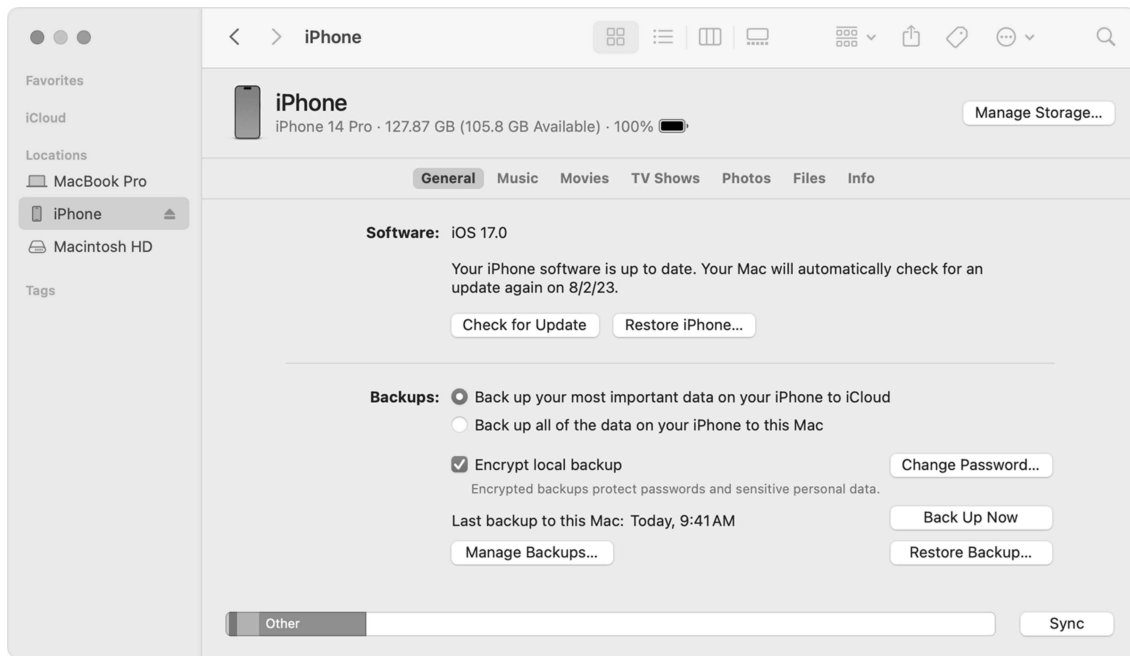 iPhone
Favorites
iCloud
Locations
MacBook Pro
iPhone
Macintosh HD
Tags
iPhone
iPhone 14 Pro · 127.87 GB (105.8 GB Available) · 100%
Manage Storage...
General Music Movies TV Shows Photos Files Info
Software: iOS 17.0
Your iPhone software is up to date. Your Mac will automatically check for an
update again on 8/2/23.
Check for Update Restore iPhone...
Backups: Back up your most important data on your iPhone to iCloud
Back up all of the data on your iPhone to this Mac
Encrypt local backup Change Password...
Encrypted backups protect passwords and sensitive personal data.
Last backup to this Mac: Today, 9:41 AM Back Up Now
Manage Backups... Restore Backup...
Other Sync